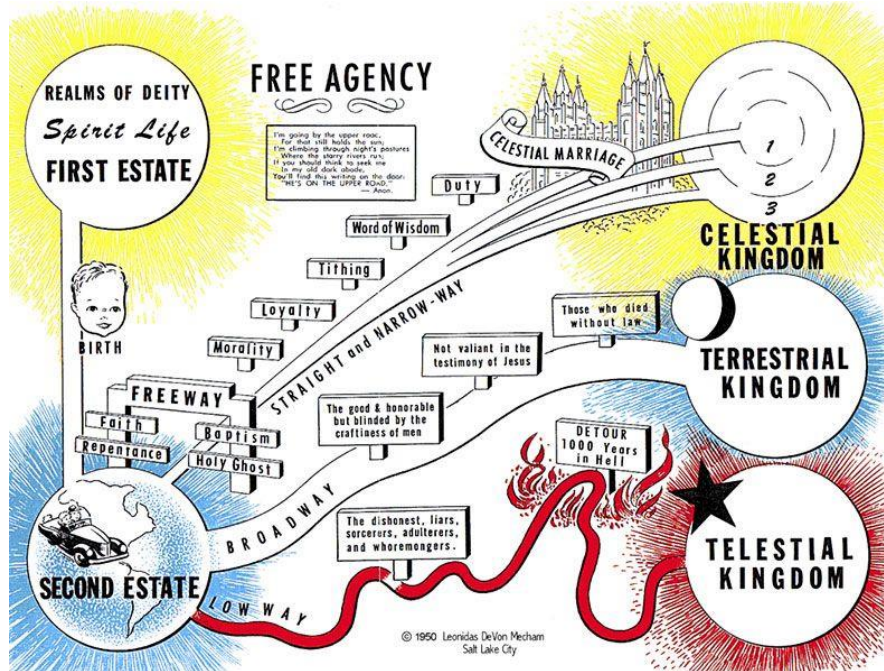 REALMS OF DEITY
Spirit Life
FIRST ESTATE
FREE AGENCY
I'm going by the upper road,
For that still holds the sun;
I'm climbing through night's pastures
Where the starry rivers run;
If you should think to seek me
In my old dark abode,
You'll find this writing on the door:
"HE'S ON THE UPPER ROAD."
— Anon.
CELESTIAL MARRIAGE
1
2
3
CELESTIAL
KINGDOM
Duty
Word of Wisdom
Tithing
Loyalty
Morality
STRAIGHT and NARROW-WAY
BIRTH
FREEWAY
Faith
Repentance
Baptism
Holy Ghost
Those who died
without law
Not valiant in the
testimony of Jesus
The good & honorable
but blinded by the
craftiness of men
TERRESTRIAL
KINGDOM
BROADWAY
DETOUR
1000 Years
in Hell
The dishonest, liars,
sorcerers, adulterers,
and whoremongers.
SECOND ESTATE
LOW WAY
TELESTIAL
KINGDOM
© 1950 Leonidas DeVon Mecham
Salt Lake City